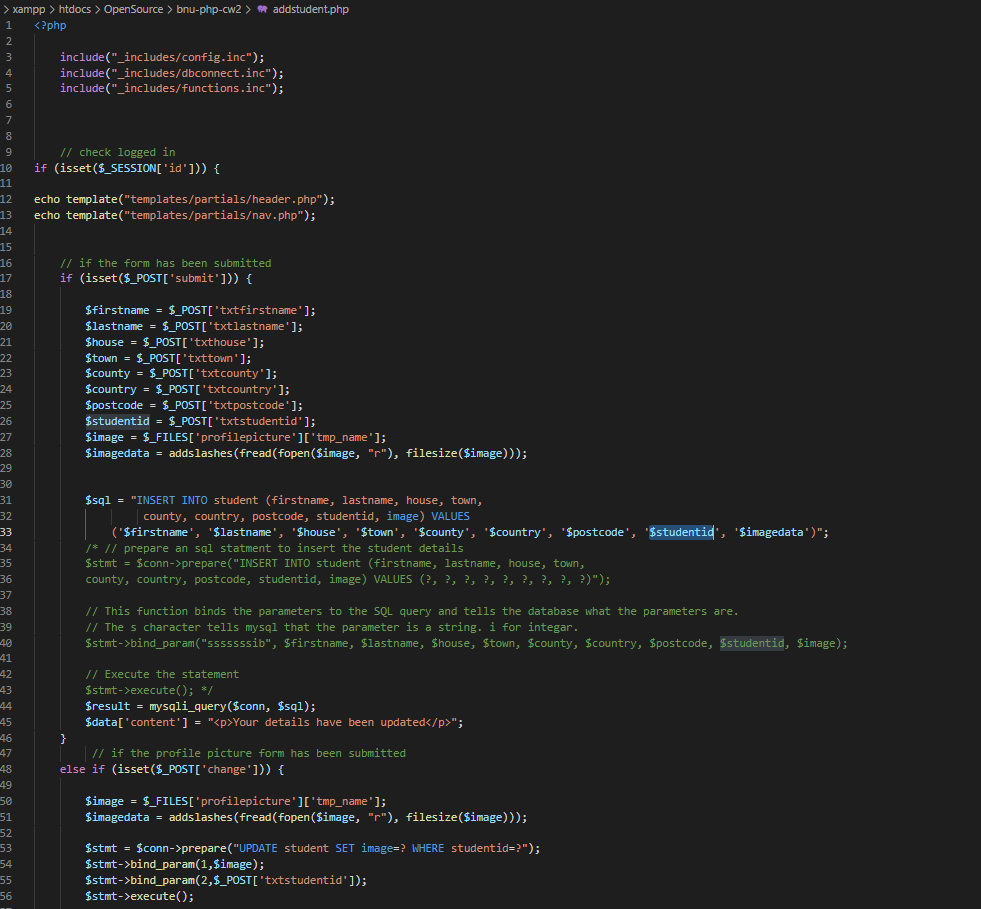 > xampp > htdocs > OpenSource > bnu-php-cw2 > addstudent.php
1 <?php
2
3 include("_includes/config.inc");
4 include("_includes/dbconnect.inc");
5 include("_includes/functions.inc");
6
7
8
9 // check logged in
10 if (isset($_SESSION['id'])) {
11
12 echo template("templates/partials/header.php");
13 echo template("templates/partials/nav.php");
14
15
16 // if the form has been submitted
17 if (isset($_POST['submit'])) {
18
19 $firstname = $_POST['txtfirstname'];
20 $lastname = $_POST['txtlastname'];
21 $house = $_POST['txthouse'];
22 $town = $_POST['txttown'];
23 $county = $_POST['txtcounty'];
24 $country = $_POST['txtcountry'];
25 $postcode = $_POST['txtpostcode'];
26 $studentid = $_POST['txtstudentid'];
27 $image = $_FILES['profilepicture']['tmp_name'];
28 $imagedata = addslashes(fread(fopen($image, "r"), filesize($image)));
29
30
31 $sql = "INSERT INTO student (firstname, lastname, house, town,
32 county, country, postcode, studentid, image) VALUES
33 ('$firstname', '$lastname', '$house', '$town', '$county', '$country', '$postcode', '$studentid', '$imagedata')";
34 /* // prepare an sql statment to insert the student details
35 $stmt = $conn->prepare("INSERT INTO student (firstname, lastname, house, town,
36 county, country, postcode, studentid, image) VALUES (?, ?, ?, ?, ?, ?, ?, ?, ?)");
37
38 // This function binds the parameters to the SQL query and tells the database what the parameters are.
39 // The s character tells mysql that the parameter is a string. i for integar.
40 $stmt->bind_param("sssssssib", $firstname, $lastname, $house, $town, $county, $country, $postcode, $studentid, $image);
41
42 // Execute the statement
43 $stmt->execute(); */
44 $result = mysqli_query($conn, $sql);
45 $data['content'] = "<p>Your details have been updated</p>";
46 }
47 // if the profile picture form has been submitted
48 else if (isset($_POST['change'])) {
49
50 $image = $_FILES['profilepicture']['tmp_name'];
51 $imagedata = addslashes(fread(fopen($image, "r"), filesize($image)));
52
53 $stmt = $conn->prepare("UPDATE student SET image=? WHERE studentid=?");
54 $stmt->bind_param(1,$image);
55 $stmt->bind_param(2,$_POST['txtstudentid']);
56 $stmt->execute();